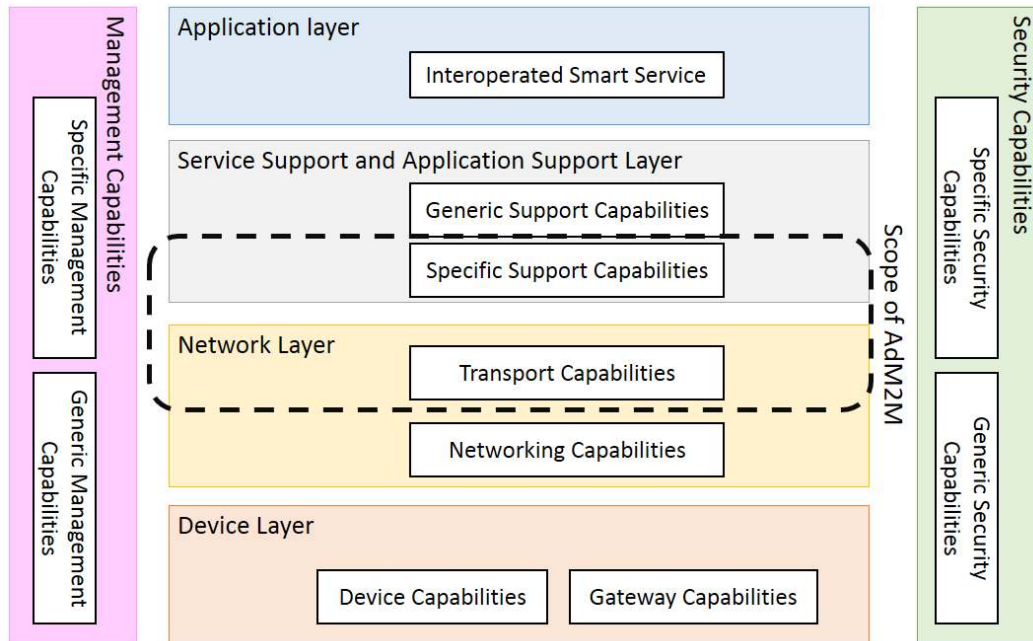 Management Capabilities
Specific Management
Capabilities
Generic Management
Capabilities
Application layer
Interoperated Smart Service
Service Support and Application Support Layer
Generic Support Capabilities
Specific Support Capabilities
Network Layer
Transport Capabilities
Networking Capabilities
Device Layer
Device Capabilities
Gateway Capabilities
Scope of AdM2M
Security Capabilities
Specific Security
Capabilities
Generic Security
Capabilities